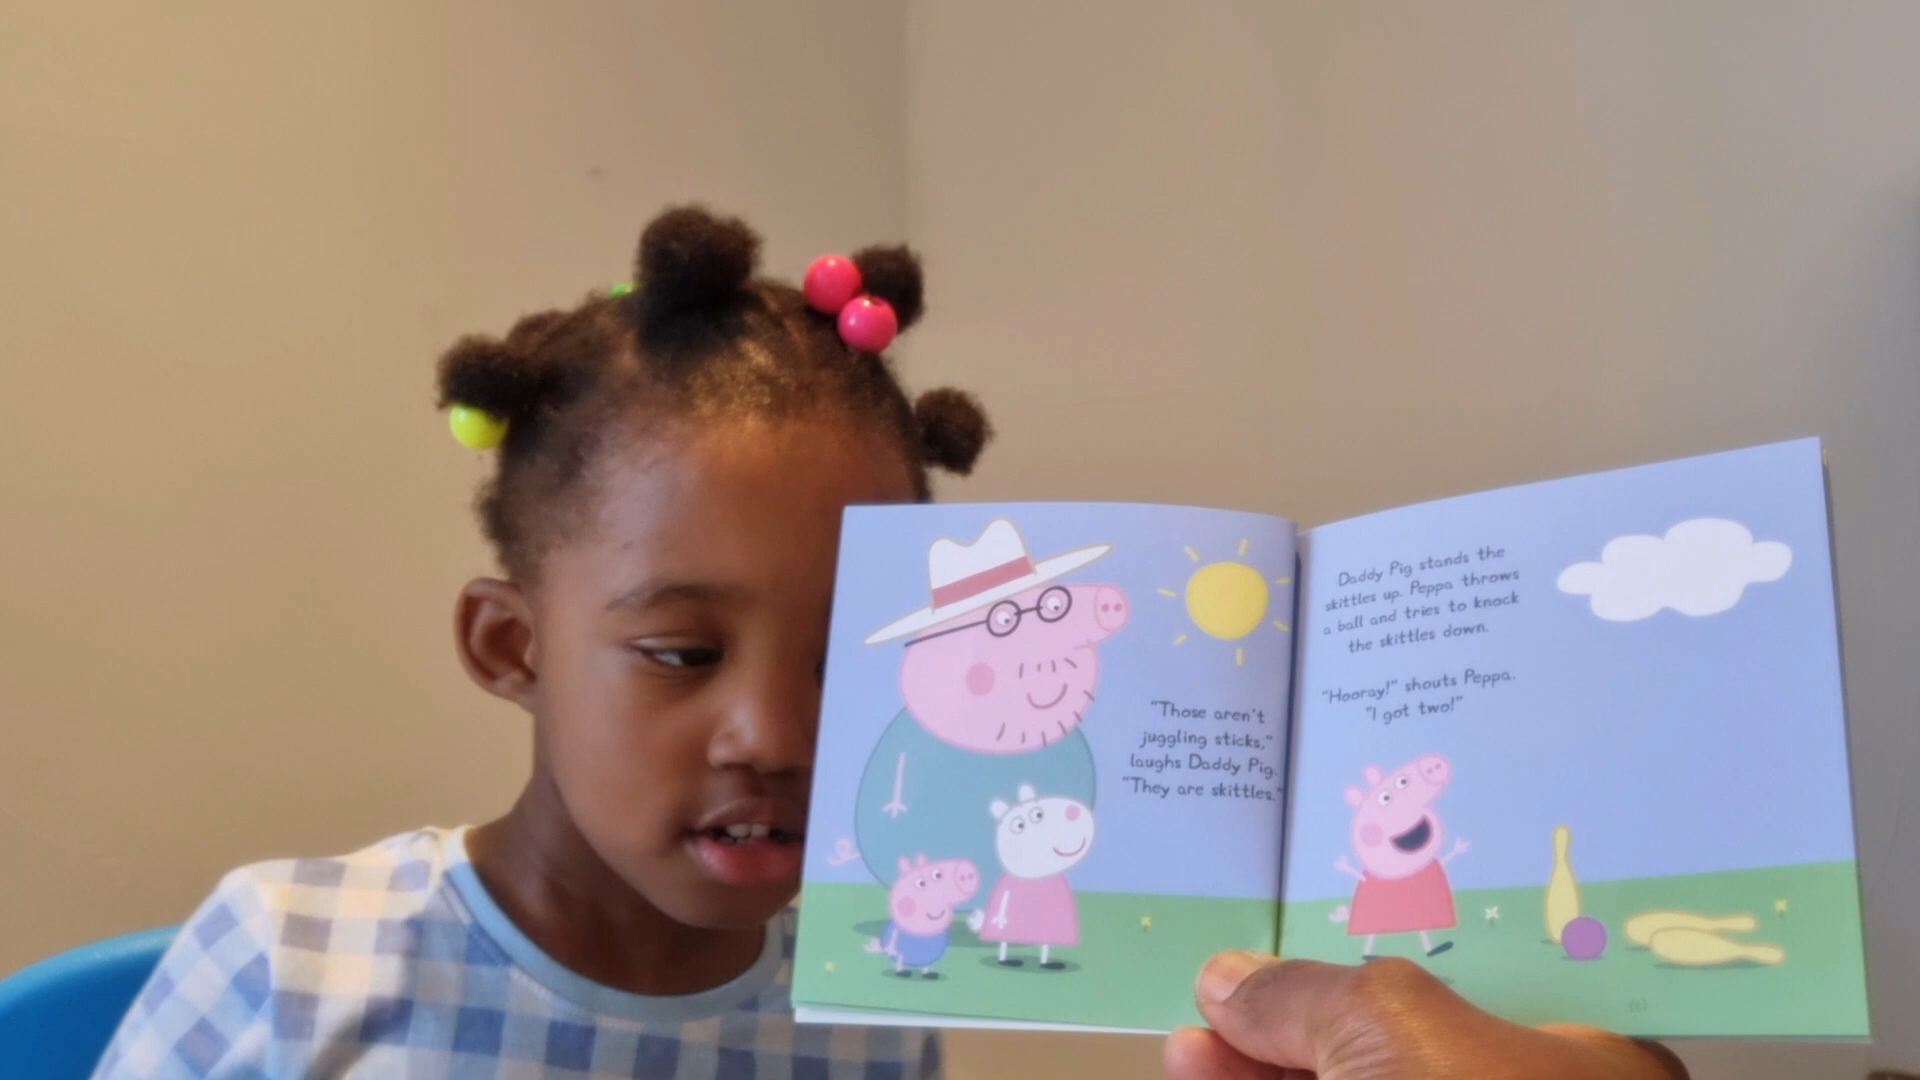 "Those aren't
juggling sticks,"
laughs Daddy Pig.
"They are skittles."
Daddy Pig stands the
skittles up. Peppa throws
a ball and tries to knock
the skittles down.
"Hooray!" shouts Peppa.
"I got two!"